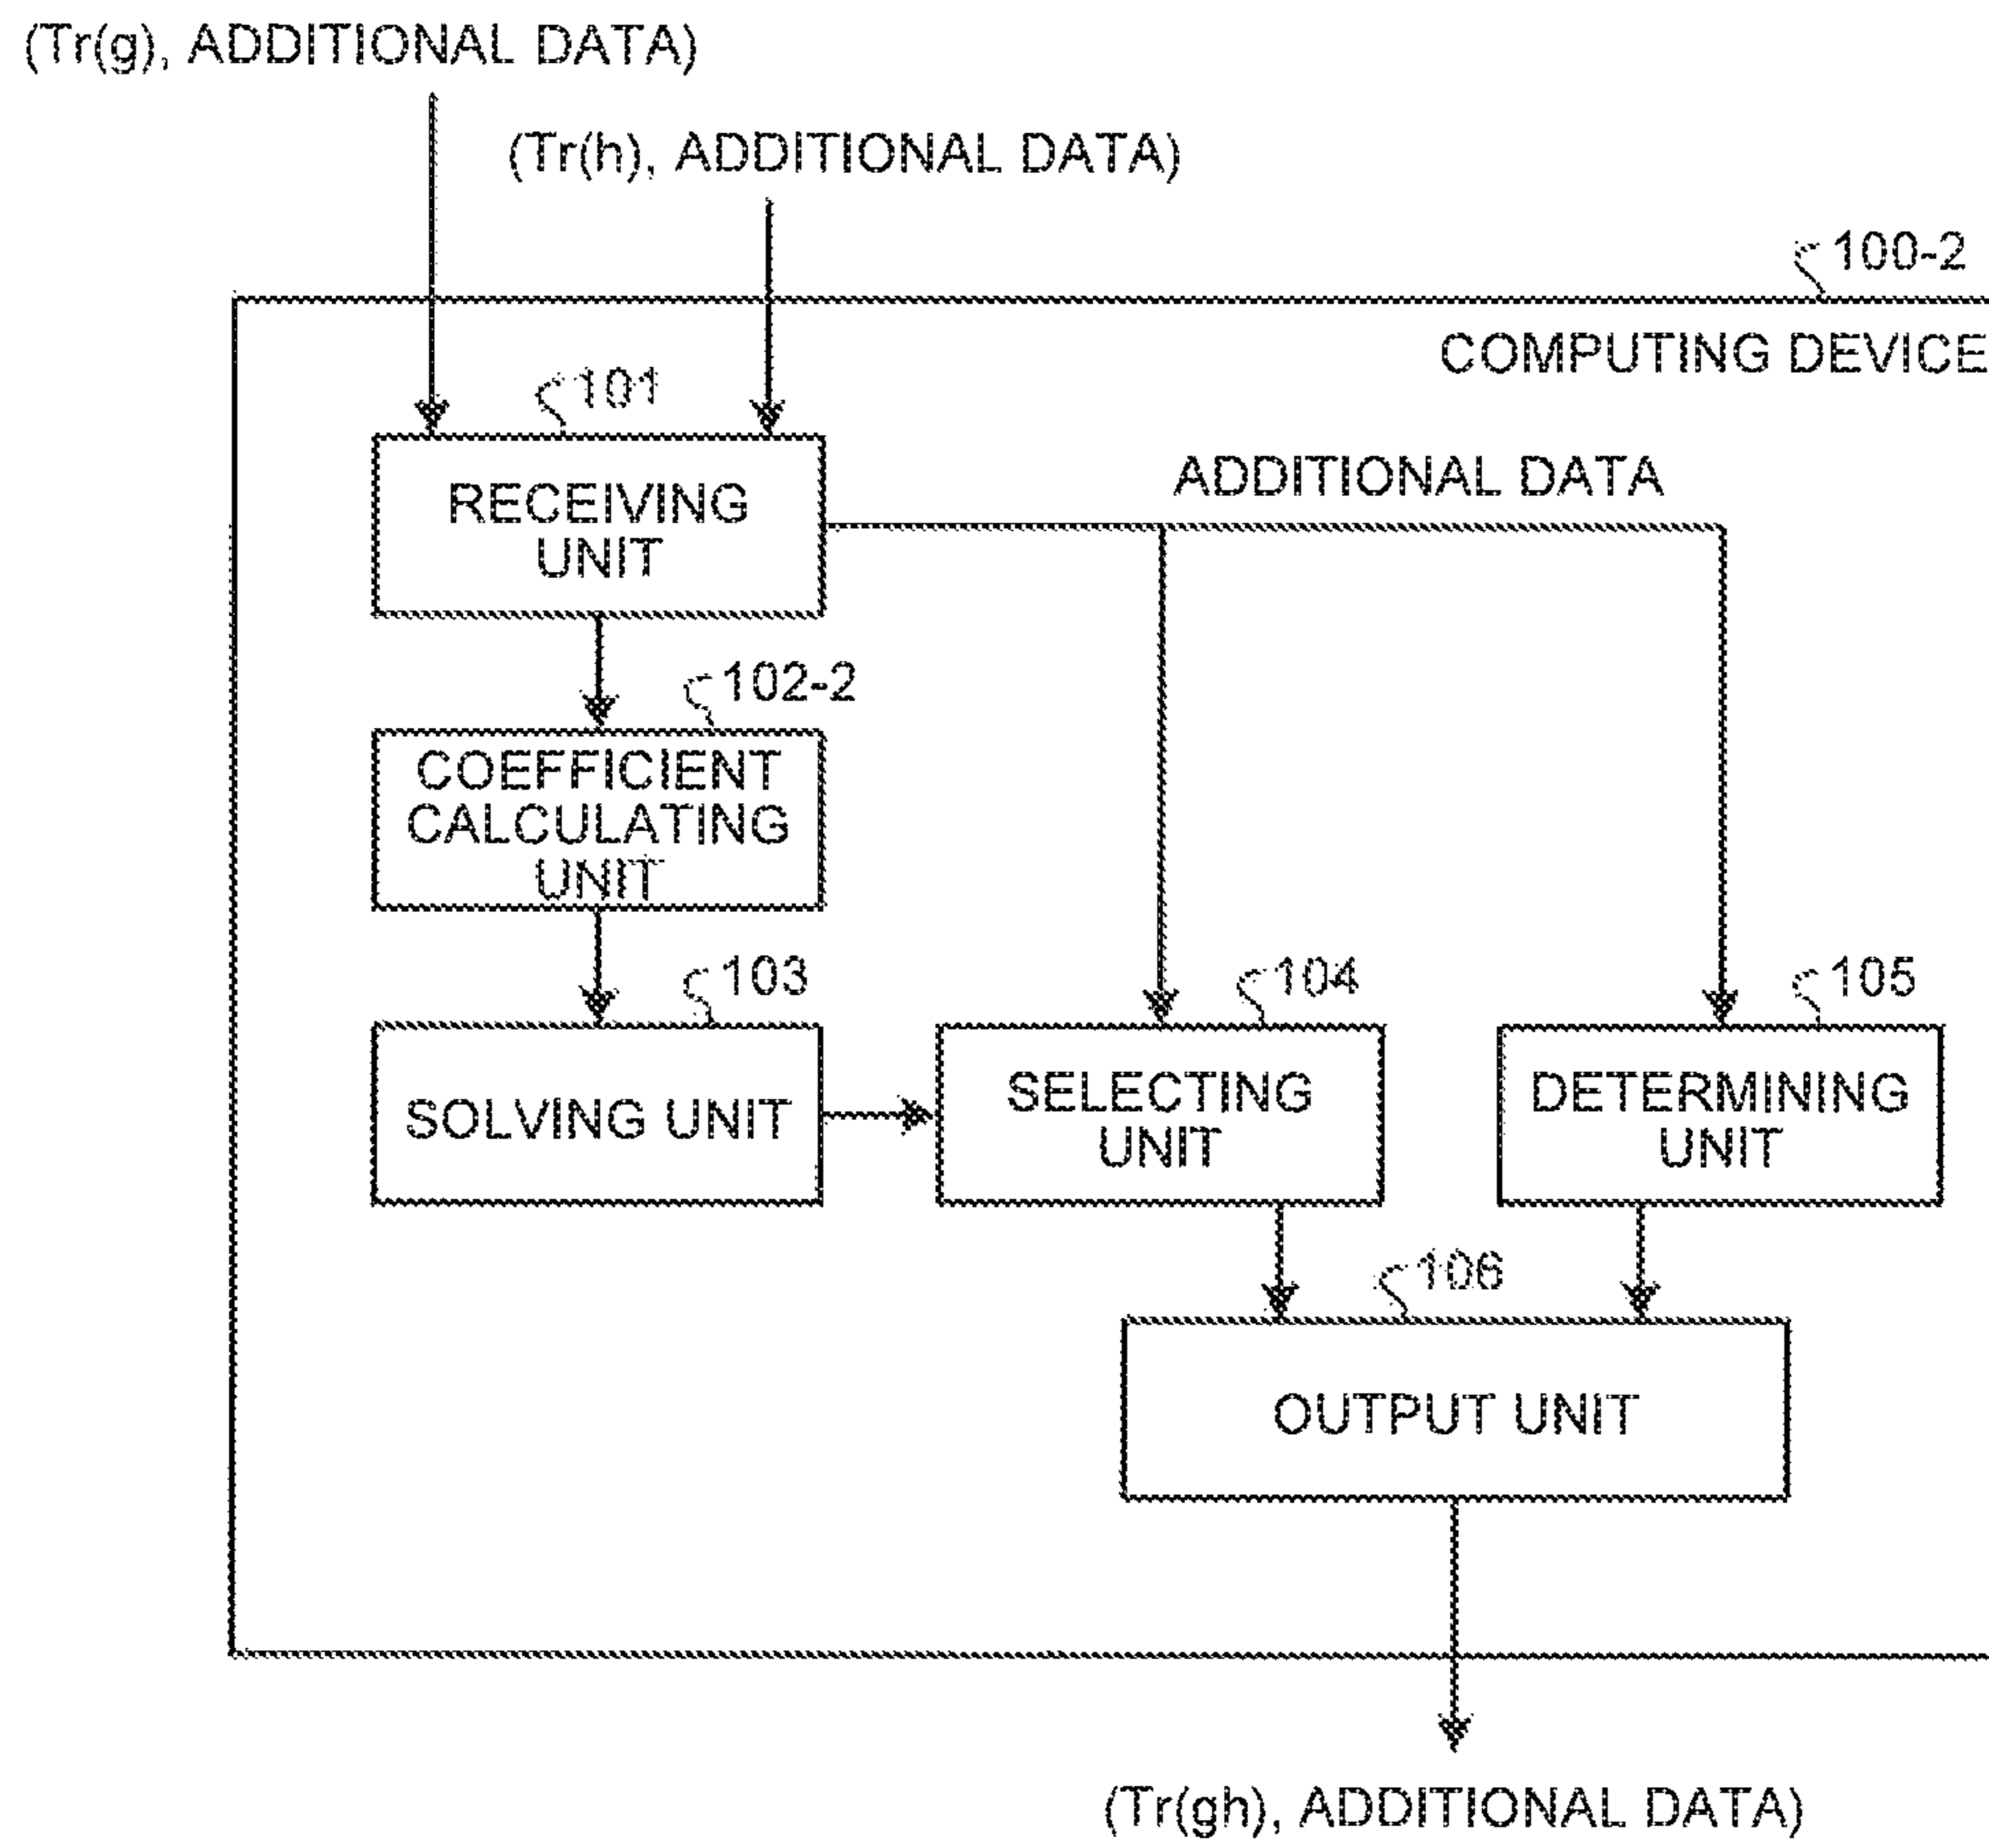 (Tr(g), ADDITIONAL DATA)
(Tr(h), ADDITIONAL DATA)
100-2
COMPUTING DEVICE
101
RECEIVING
UNIT
ADDITIONAL DATA
102-2
COEFFICIENT
CALCULATING
UNIT
103
SOLVING UNIT
104
SELECTING
UNIT
105
DETERMINING
UNIT
106
OUTPUT UNIT
(Tr(gh), ADDITIONAL DATA)